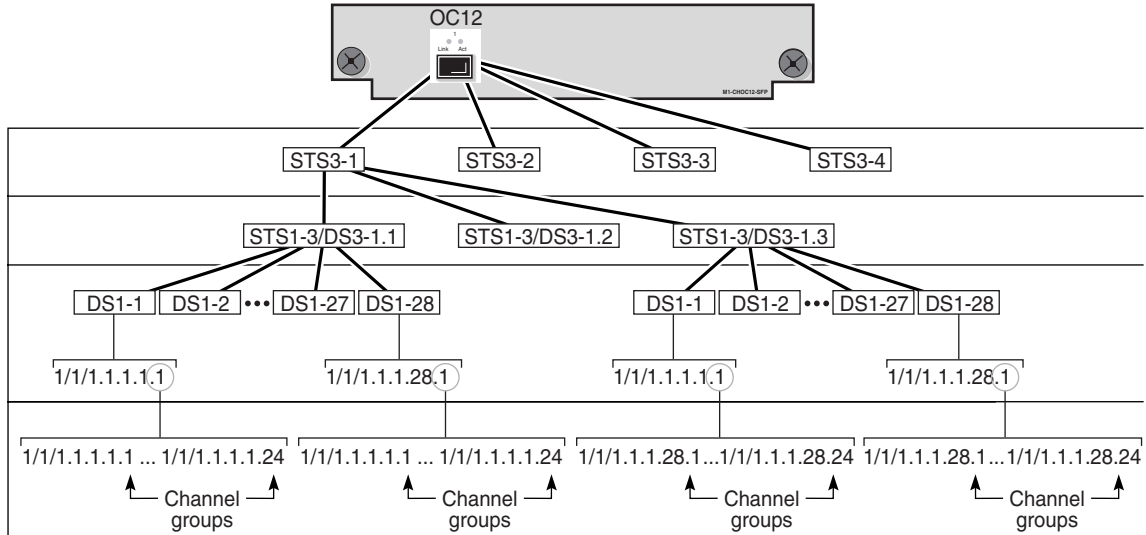 OC12
1
Link Act
M1-CHOC12-SFP
STS3-1 STS3-2 STS3-3 STS3-4
STS1-3/DS3-1.1 STS1-3/DS3-1.2 STS1-3/DS3-1.3
DS1-1 DS1-2 ••• DS1-27 DS1-28 DS1-1 DS1-2 ••• DS1-27 DS1-28
1/1/1.1.1.1.1 1/1/1.1.1.28.1 1/1/1.1.1.1.1 1/1/1.1.1.28.1
1/1/1.1.1.1.1 ... 1/1/1.1.1.1.24 1/1/1.1.1.1.1 ... 1/1/1.1.1.1.24 1/1/1.1.1.28.1...1/1/1.1.1.28.24 1/1/1.1.1.28.1...1/1/1.1.1.28.24
Channel Channel Channel Channel
groups groups groups groups